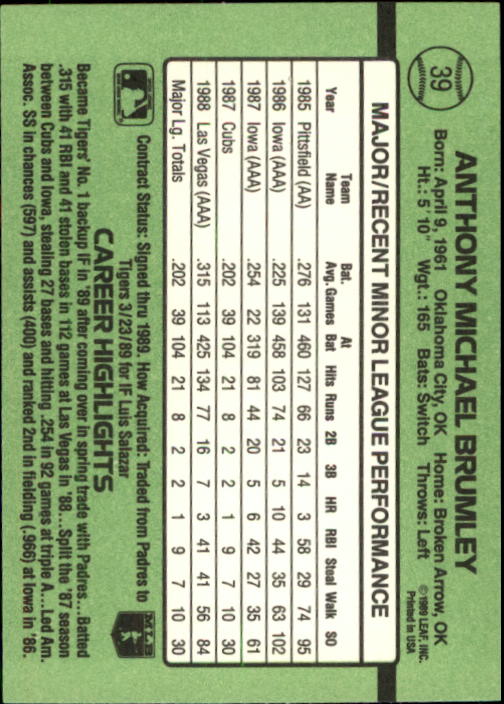 39
ANTHONY MICHAEL BRUMLEY
©1989 LEAF, INC.
Printed in USA
Born: April 9, 1961 Oklahoma City, OK Home: Broken Arrow, OK
Ht.: 5'10" Wgt.: 165 Bats: Switch Throws: Left
MAJOR/RECENT MINOR LEAGUE PERFORMANCE
Year Team Name Bat. Avg. Games At Bat Hits Runs 2B 3B HR RBI Steal Walk SO
1985 Pittsfield (AA) .276 131 460 127 66 23 14 3 58 29 74 95
1986 Iowa (AAA) .225 139 458 103 74 21 5 10 44 35 63 102
1987 Iowa (AAA) .254 22 319 81 44 20 5 6 42 27 35 61
1987 Cubs .202 39 104 21 8 2 2 1 9 7 10 30
1988 Las Vegas (AAA) .315 113 425 134 77 16 7 3 41 41 56 84
Major Lg. Totals .202 39 104 21 8 2 2 1 9 7 10 30
Contract Status: Signed thru 1989. How Acquired: Traded from Padres to
Tigers 3/23/89 for IF Luis Salazar
MLB
CAREER HIGHLIGHTS
Became Tigers' No. 1 backup IF in '89 after coming over in spring trade with Padres...Batted
.315 with 41 RBI and 41 stolen bases in 112 games at Las Vegas in '88...Split the '87 season
between Cubs and Iowa, stealing 27 bases and hitting .254 in 92 games at triple A...Led Am.
Assoc. SS in chances (597) and assists (400) and ranked 2nd in fielding (.966) at Iowa in '86.